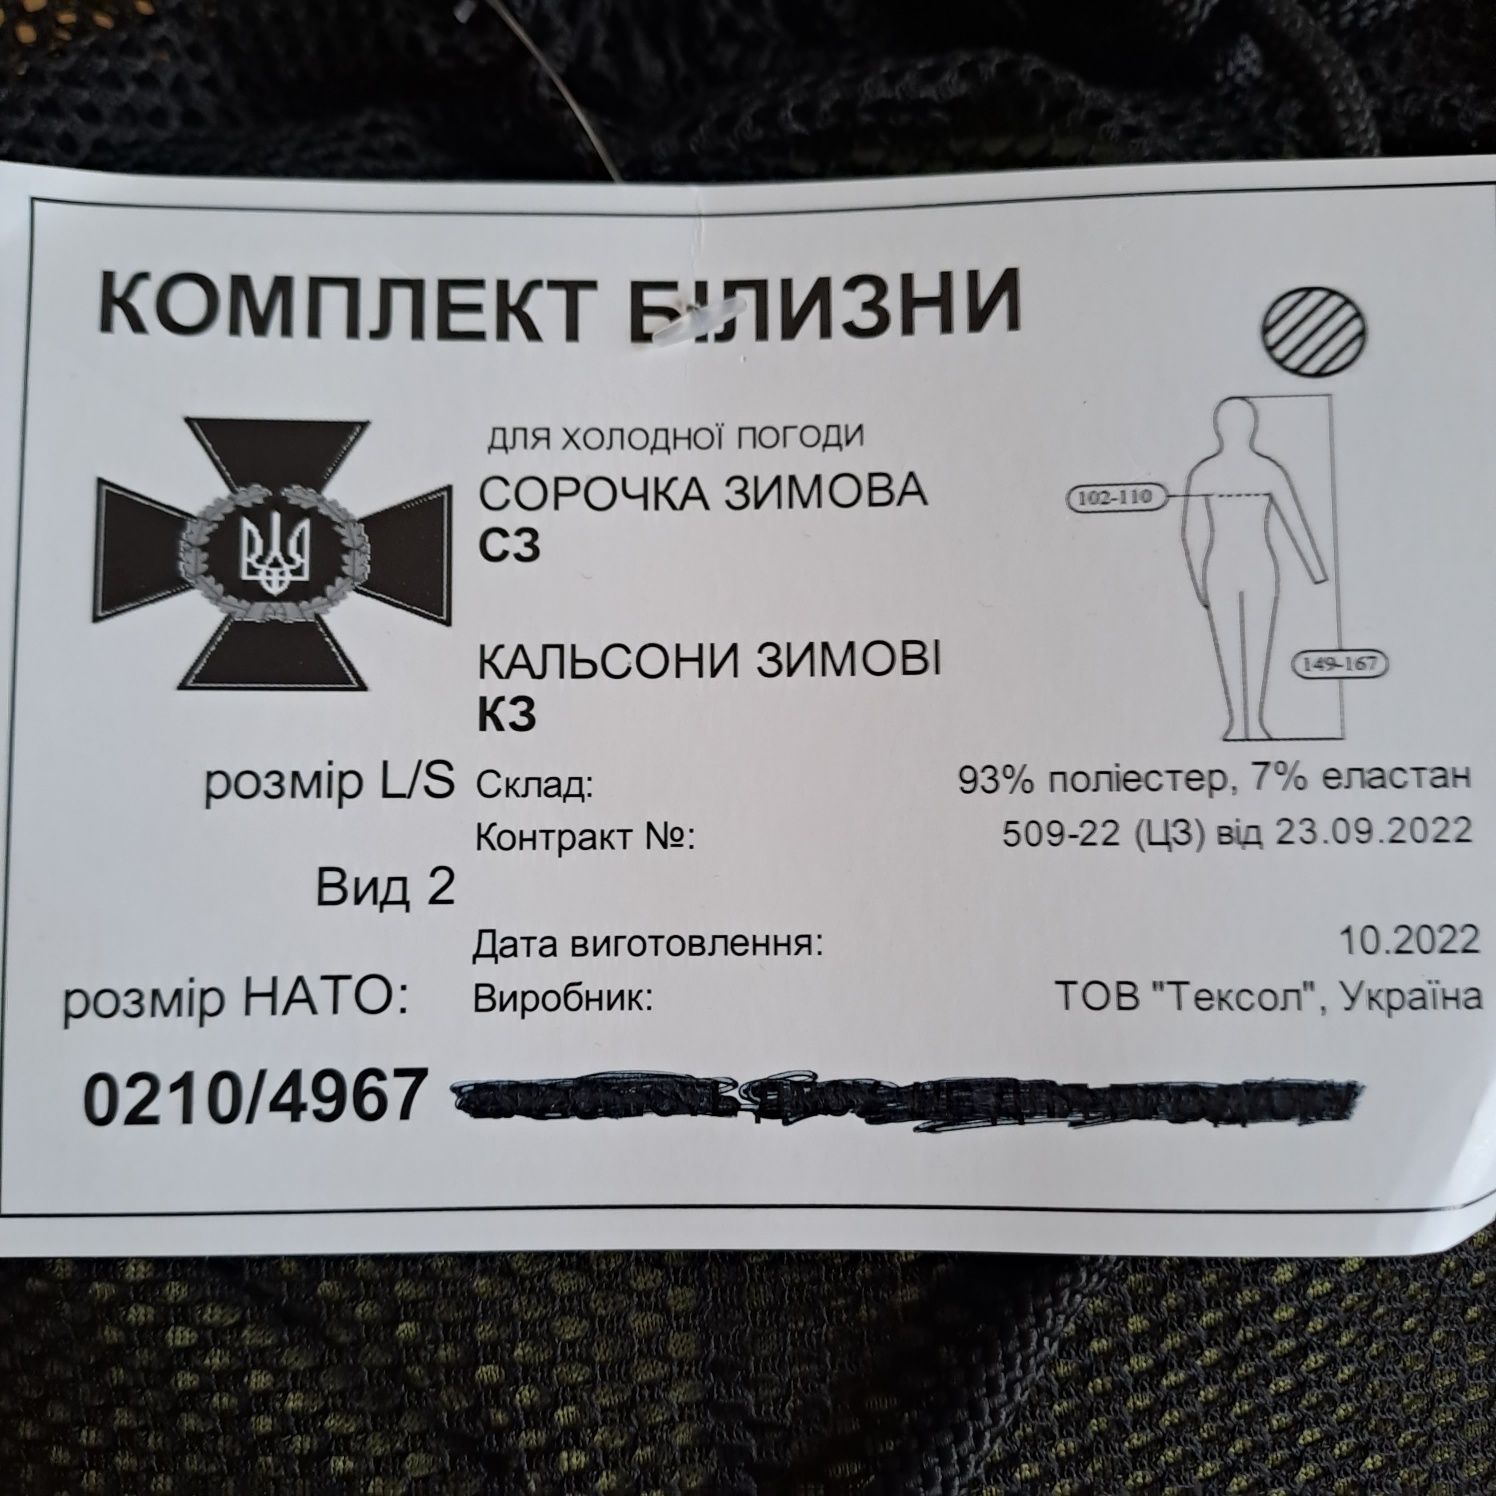 КОМПЛЕКТ БІЛИЗНИ
ДЛЯ ХОЛОДНОЇ ПОГОДИ
СОРОЧКА ЗИМОВА
СЗ
102-110
КАЛЬСОНИ ЗИМОВІ
КЗ
149-167
розмір L/S
Склад: 93% поліестер, 7% еластан
Контракт №: 509-22 (ЦЗ) від 23.09.2022
Вид 2
Дата виготовлення: 10.2022
розмір НАТО:
Виробник: ТОВ "Тексол", Україна
0210/4967